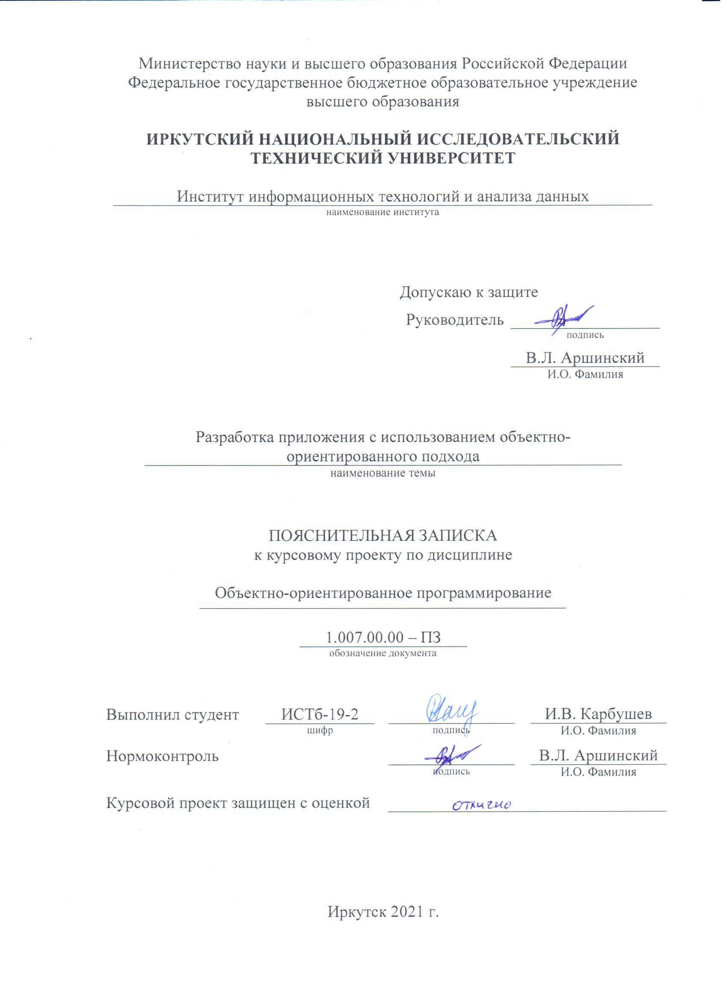 Министерство науки и высшего образования Российской Федерации
Федеральное государственное бюджетное образовательное учреждение
высшего образования
ИРКУТСКИЙ НАЦИОНАЛЬНЫЙ ИССЛЕДОВАТЕЛЬСКИЙ
ТЕХНИЧЕСКИЙ УНИВЕРСИТЕТ
Институт информационных технологий и анализа данных
наименование института
Допускаю к защите
Руководитель
подпись
В.Л. Аршинский
И.О. Фамилия
Разработка приложения с использованием объектно-
ориентированного подхода
наименование темы
ПОЯСНИТЕЛЬНАЯ ЗАПИСКА
к курсовому проекту по дисциплине
Объектно-ориентированное программирование
1.007.00.00 – ПЗ
обозначение документа
Выполнил студент ИСТб-19-2 И.В. Карбушев
шифр подпись И.О. Фамилия
Нормоконтроль В.Л. Аршинский
подпись И.О. Фамилия
Курсовой проект защищен с оценкой отлично
Иркутск 2021 г.